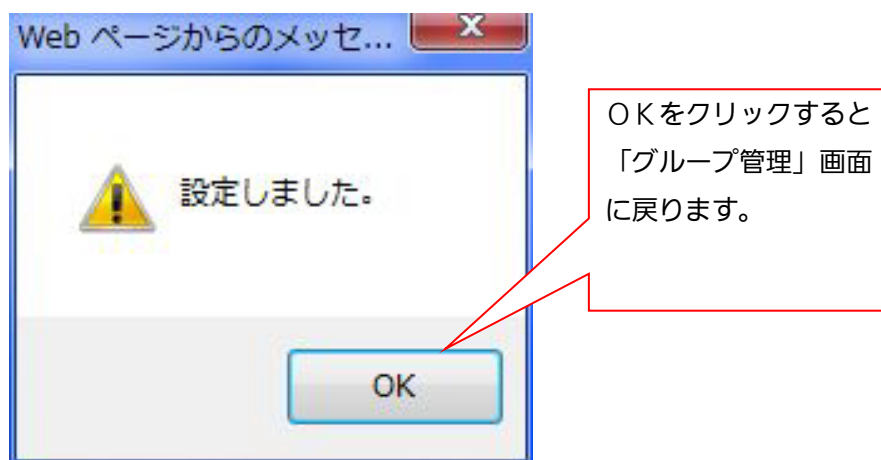 Web ページからのメッセ...
設定しました。
OK
ＯＫをクリックすると
「グループ管理」画面
に戻ります。